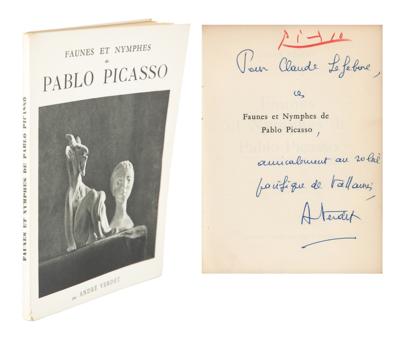 FAUNES ET NYMPHES
de
PABLO PICASSO
FAUNES ET NYMPHES DE PABLO PICASSO
par ANDRÉ VERDET
Picasso
Pour Claude Lefebvre,
ces
Faunes et Nymphes de
Pablo Picasso,
amicalement au soleil
pacifique de Vallauris
A Verdet